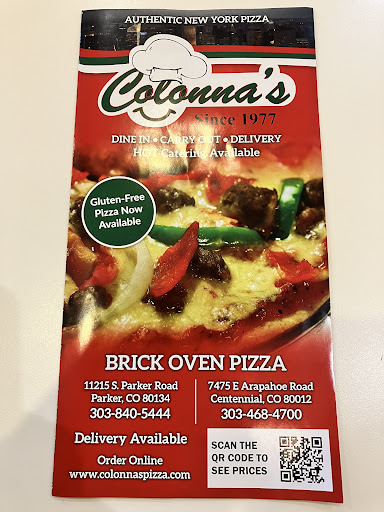 AUTHENTIC NEW YORK PIZZA
Colonna's
Since 1977
DINE IN • CARRY OUT • DELIVERY
HOT Catering Available
Gluten-Free
Pizza Now
Available
BRICK OVEN PIZZA
11215 S. Parker Road
Parker, CO 80134
303-840-5444
7475 E Arapahoe Road
Centennial, CO 80012
303-468-4700
Delivery Available
Order Online
www.colonnaspizza.com
SCAN THE
QR CODE TO
SEE PRICES